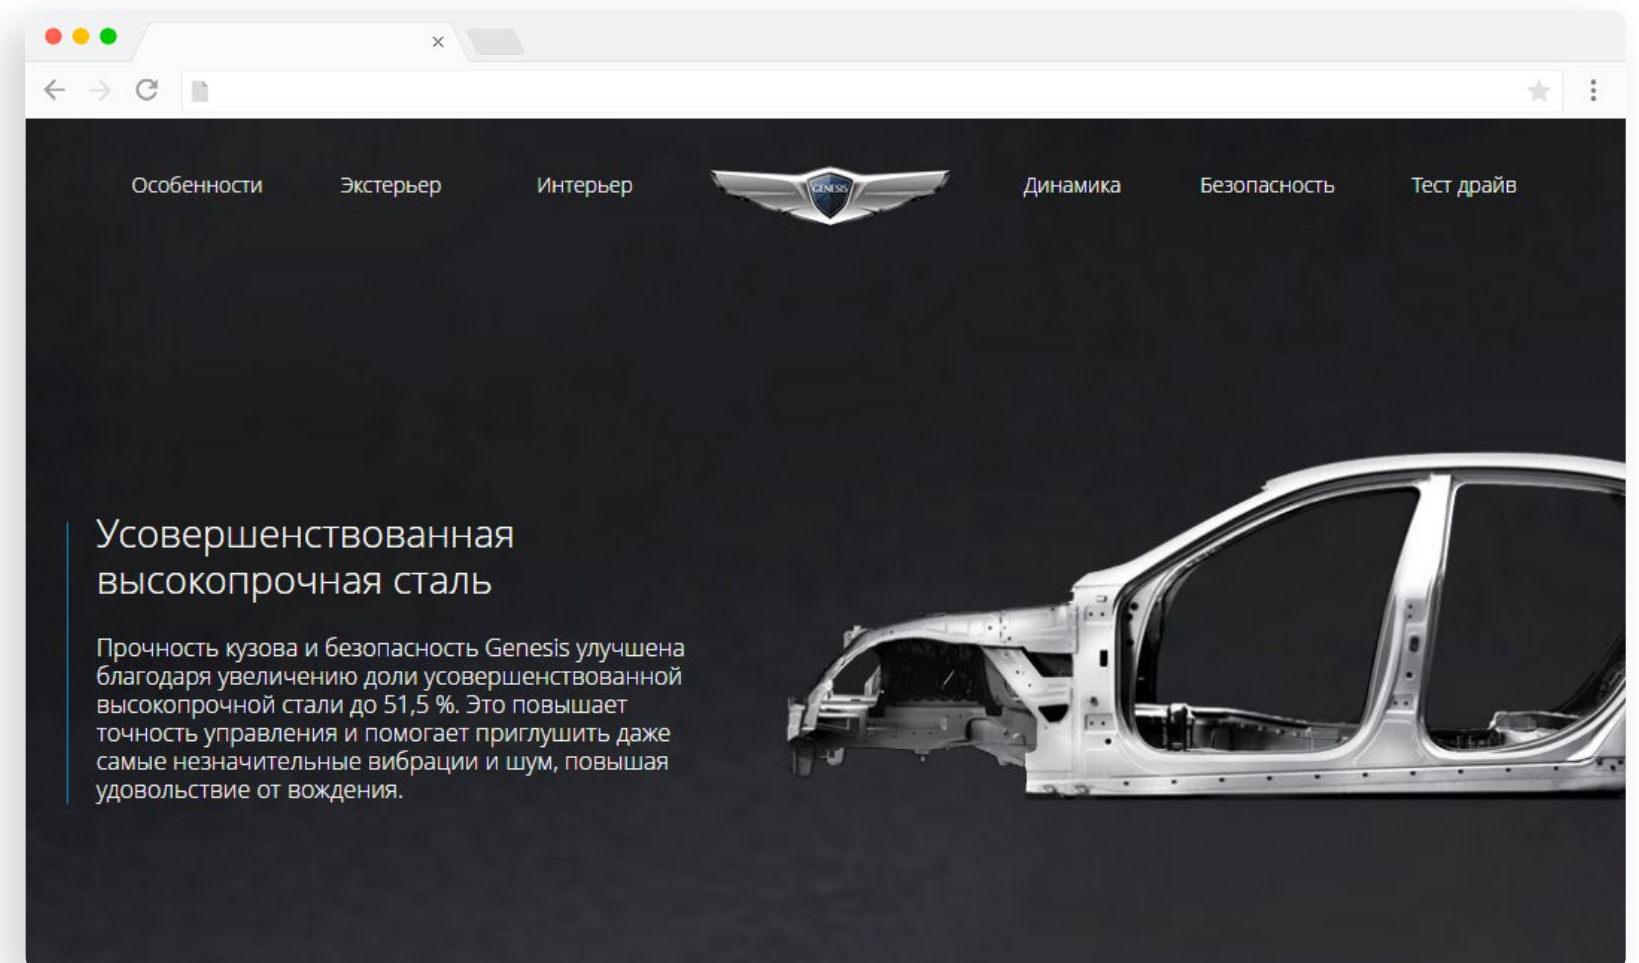 Особенности
Экстерьер
Интерьер
GENESIS
Динамика
Безопасность
Тест драйв
Усовершенствованная
высокопрочная сталь
Прочность кузова и безопасность Genesis улучшена
благодаря увеличению доли усовершенствованной
высокопрочной стали до 51,5 %. Это повышает
точность управления и помогает приглушить даже
самые незначительные вибрации и шум, повышая
удовольствие от вождения.